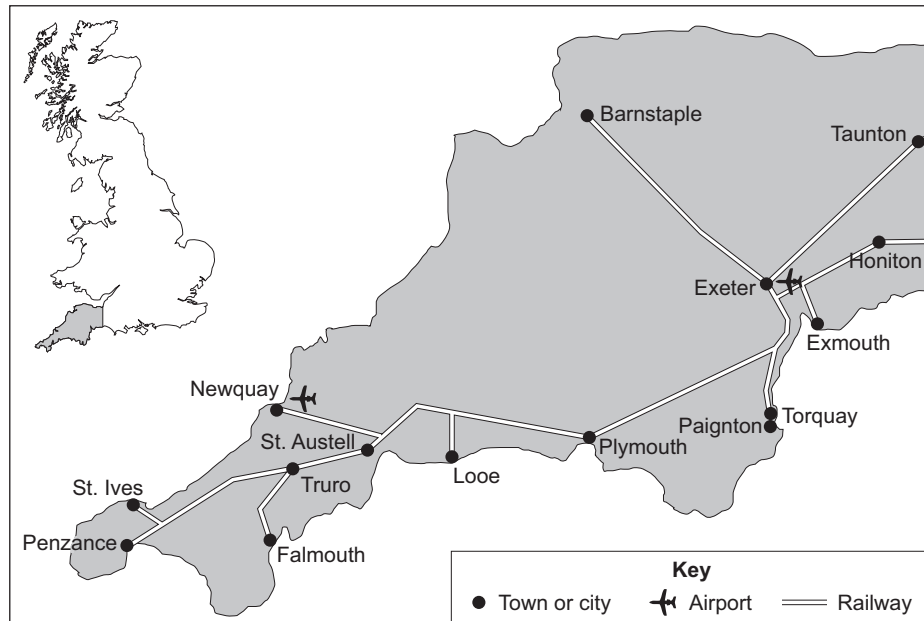 Barnstaple
Taunton
Honiton
Exeter
Exmouth
Newquay
Torquay
Paignton
St. Austell
Plymouth
Looe
Truro
St. Ives
Penzance
Falmouth
Key
Town or city
Airport
Railway